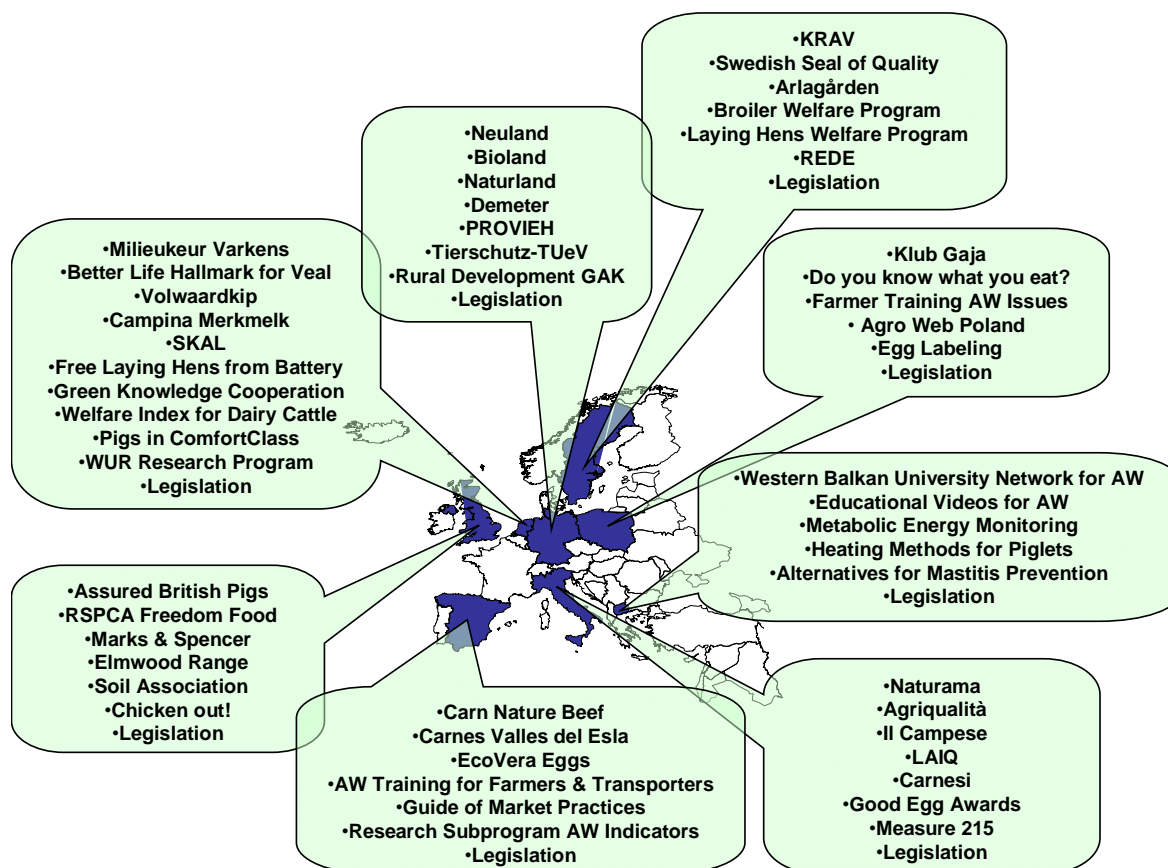 •KRAV
•Swedish Seal of Quality
•Arlagården
•Broiler Welfare Program
•Laying Hens Welfare Program
•REDE
•Legislation
•Neuland
•Bioland
•Naturland
•Demeter
•PROVIEH
•Tierschutz-TUeV
•Rural Development GAK
•Legislation
•Milieukeur Varkens
•Better Life Hallmark for Veal
•Volwaardkip
•Campina Merkmelk
•SKAL
•Free Laying Hens from Battery
•Green Knowledge Cooperation
•Welfare Index for Dairy Cattle
•Pigs in ComfortClass
•WUR Research Program
•Legislation
•Klub Gaja
•Do you know what you eat?
•Farmer Training AW Issues
• Agro Web Poland
•Egg Labeling
•Legislation
•Western Balkan University Network for AW
•Educational Videos for AW
•Metabolic Energy Monitoring
•Heating Methods for Piglets
•Alternatives for Mastitis Prevention
•Legislation
•Assured British Pigs
•RSPCA Freedom Food
•Marks & Spencer
•Elmwood Range
•Soil Association
•Chicken out!
•Legislation
•Carn Nature Beef
•Carnes Valles del Esla
•EcoVera Eggs
•AW Training for Farmers & Transporters
•Guide of Market Practices
•Research Subprogram AW Indicators
•Legislation
•Naturama
•Agriqualità
•Il Campese
•LAIQ
•Carnesi
•Good Egg Awards
•Measure 215
•Legislation